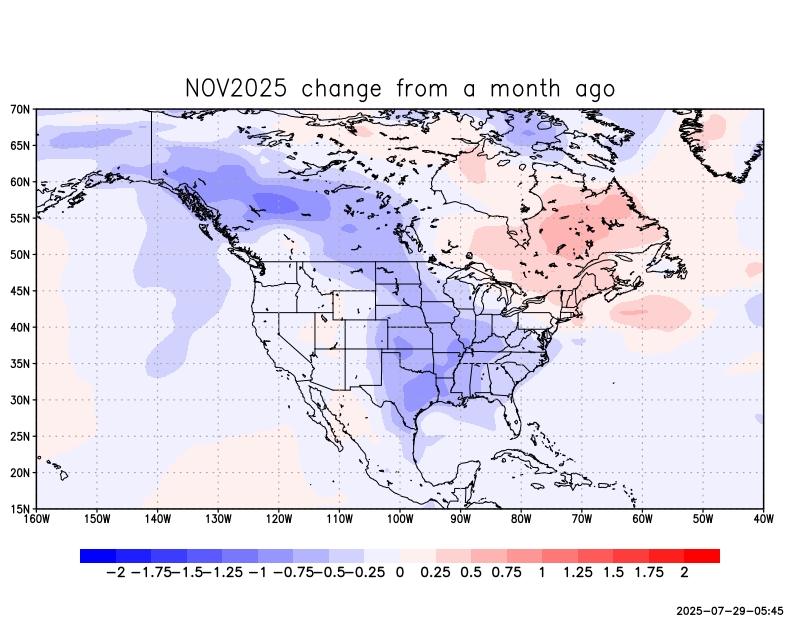 NOV2025 change from a month ago
70N
65N
60N
55N
50N
45N
40N
35N
30N
25N
20N
15N
160W 150W 140W 130W 120W 110W 100W 90W 80W 70W 60W 50W 40W
−2 −1.75 −1.5 −1.25 −1 −0.75 −0.5 −0.25 0 0.25 0.5 0.75 1 1.25 1.5 1.75 2
2025-07-29-05:45